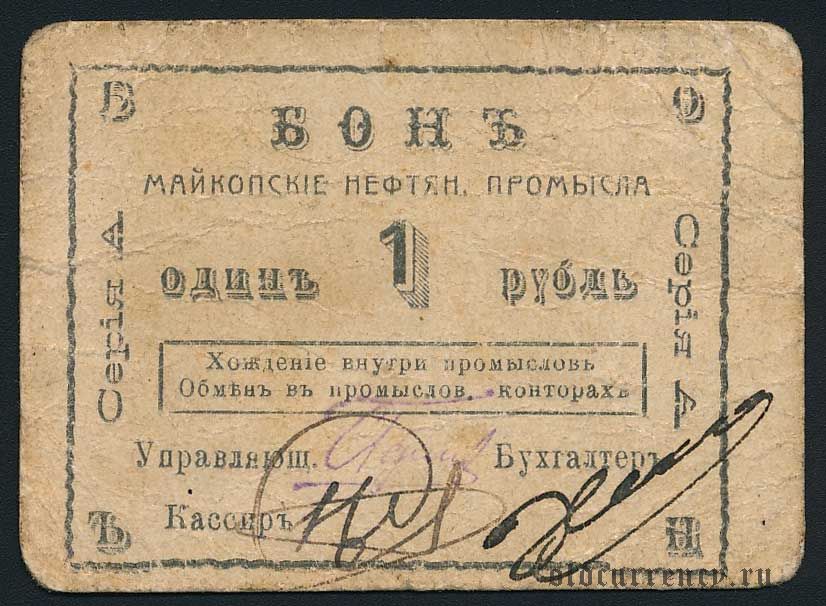 Б О
БОНЪ
МАЙКОПСКІЕ НЕФТЯН. ПРОМЫСЛА
ОДИНЪ 1 РУБЛЬ
Серія А
Серія А
Хожденіе внутри промысловъ
Обмѣнъ въ промыслов. конторахъ
Управляющ. Бухгалтеръ
Кассиръ
Ъ Н
oldcurrency.ru